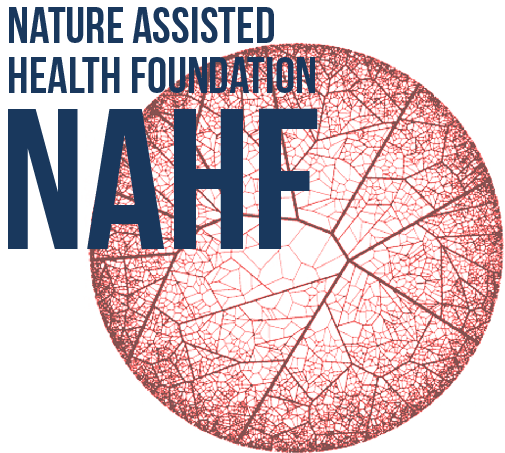 NATURE ASSISTED
HEALTH FOUNDATION
NAHF